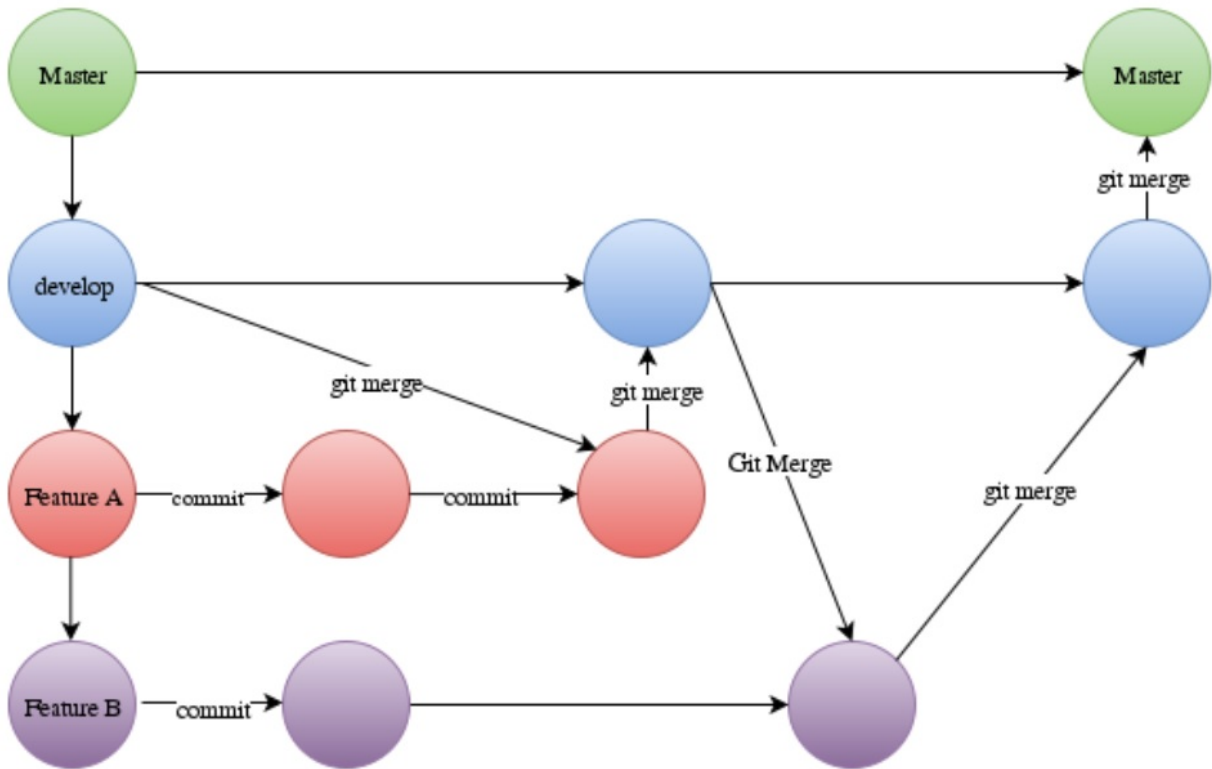 Master
Master
git merge
develop
git merge
git merge
Git Merge
git merge
Feature A
commit
commit
Feature B
commit